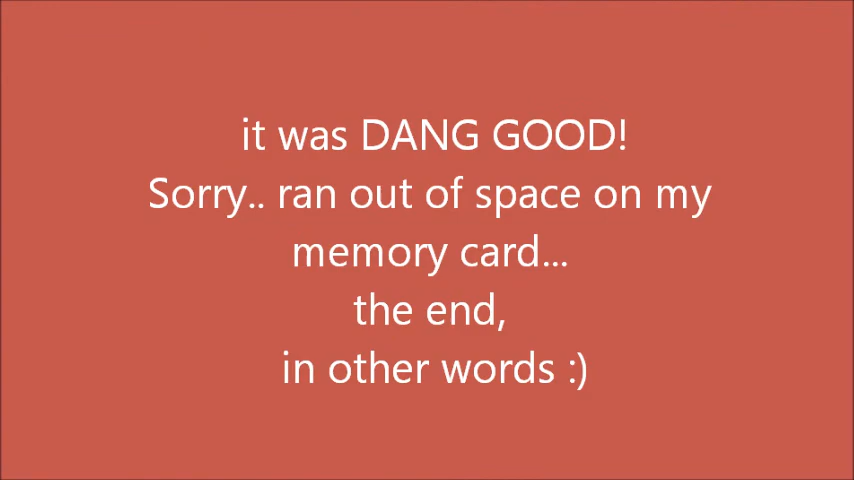 it was DANG GOOD!
Sorry.. ran out of space on my
memory card...
the end,
in other words :)